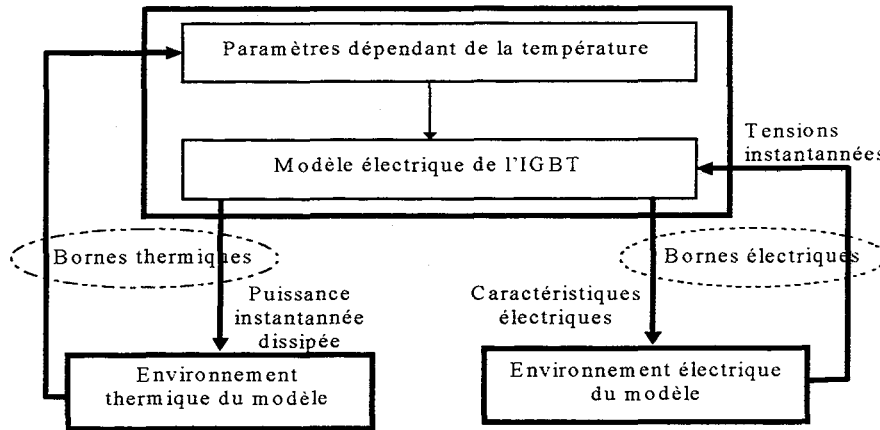 Paramètres dépendant de la température
Tensions
instantannées
Modèle électrique de l'IGBT
Bornes thermiques
Bornes électriques
Puissance
instantannée
dissipée
Caractéristiques
électriques
Environnement
thermique du modèle
Environnement électrique
du modèle